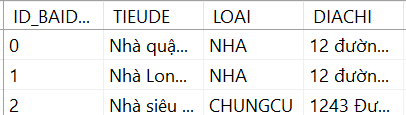 ID_BAID... TIEUDE LOAI DIACHI
0 Nhà quậ... NHA 12 đườn...
1 Nhà Lon... NHA 12 đườn...
2 Nhà siêu ... CHUNGCU 1243 Đư...